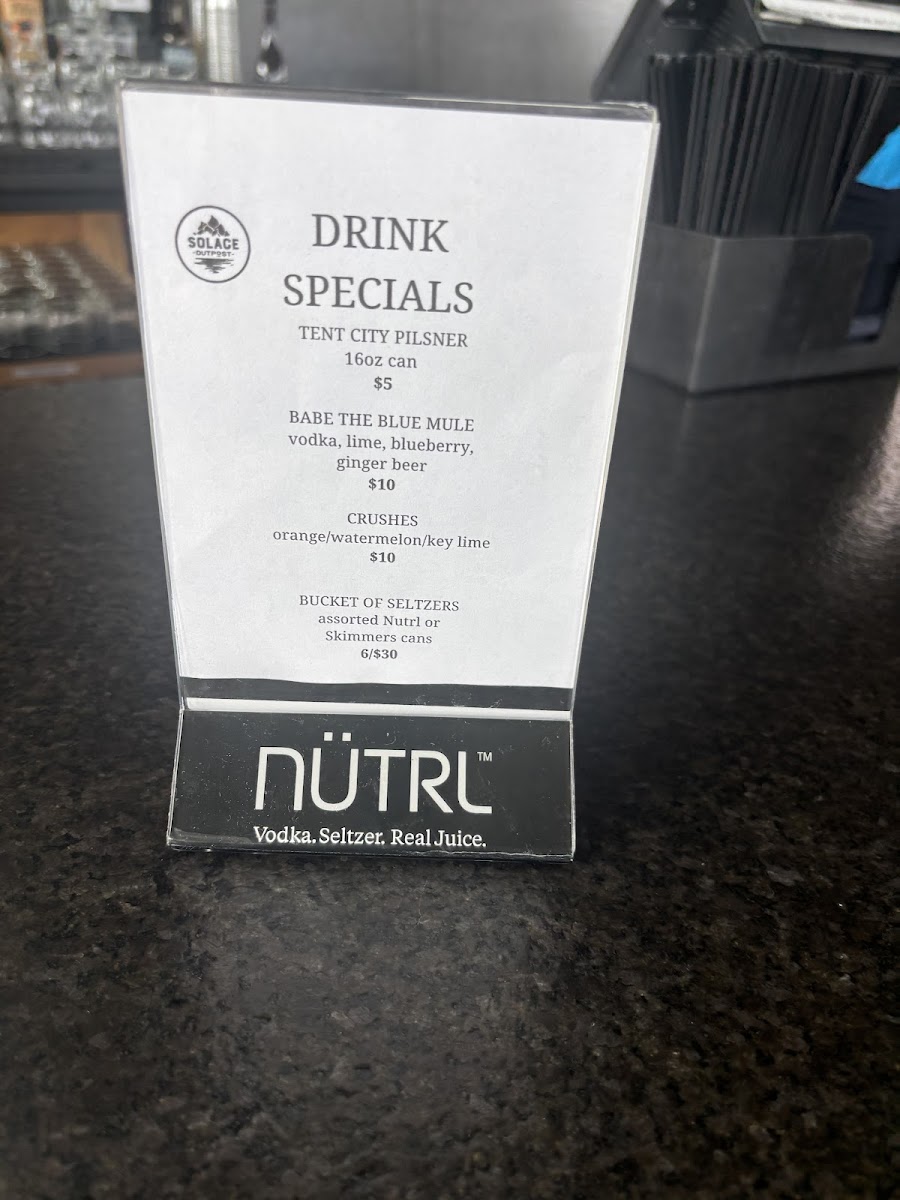 SOLACE
-OUTPOST-
DRINK
SPECIALS
TENT CITY PILSNER
16oz can
$5
BABE THE BLUE MULE
vodka, lime, blueberry,
ginger beer
$10
CRUSHES
orange/watermelon/key lime
$10
BUCKET OF SELTZERS
assorted Nutrl or
Skimmers cans
6/$30
NÜTRL™
Vodka. Seltzer. Real Juice.